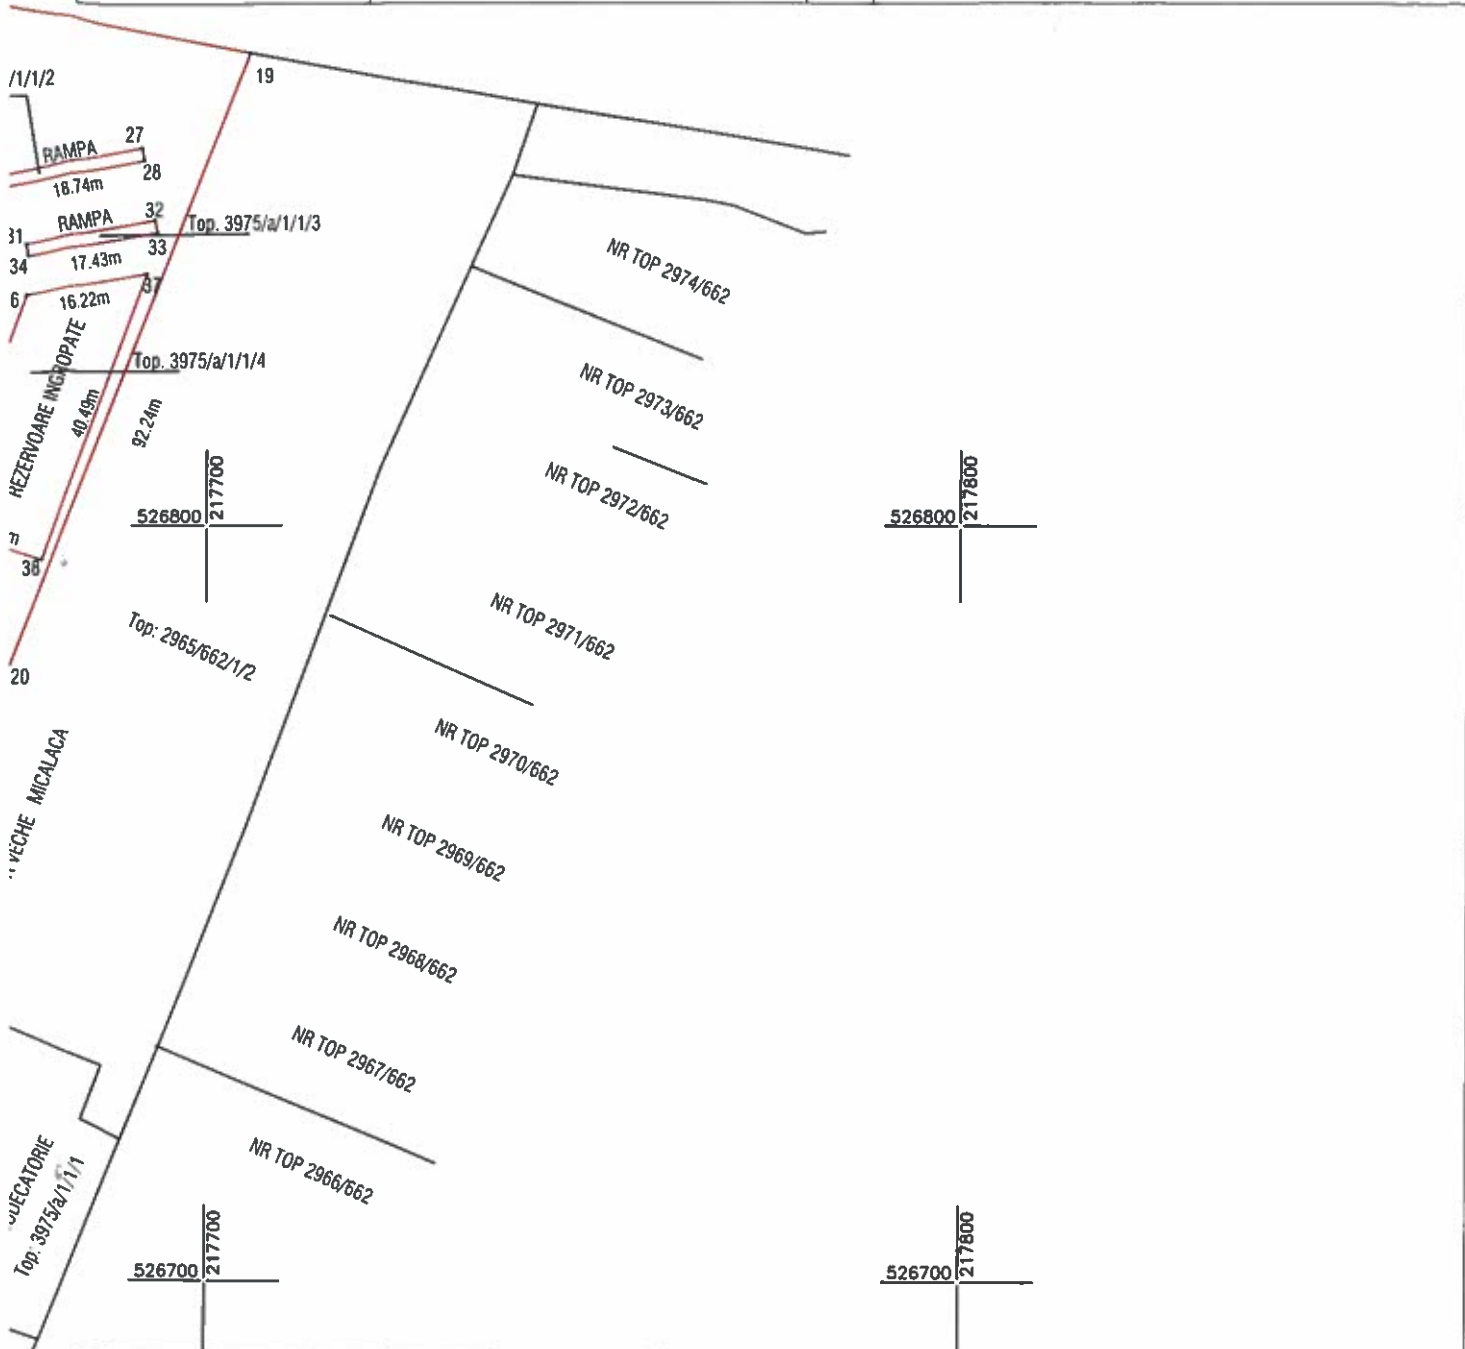 19
/1/1/2
27
RAMPA
28
18.74m
32
RAMPA
Top. 3975/a/1/1/3
31
33
34
17.43m
37
6
16.22m
NR TOP 2974/662
REZERVOARE INGROPATE
Top. 3975/a/1/1/4
40.49m
92.24m
NR TOP 2973/662
NR TOP 2972/662
526800
217700
526800
217800
m
38
NR TOP 2971/662
Top: 2965/662/1/2
20
NR TOP 2970/662
VECHE MICALACA
NR TOP 2969/662
NR TOP 2968/662
NR TOP 2967/662
NR TOP 2966/662
UDECATORIE
Top: 3975/a/1/1/1
526700
217700
526700
217800